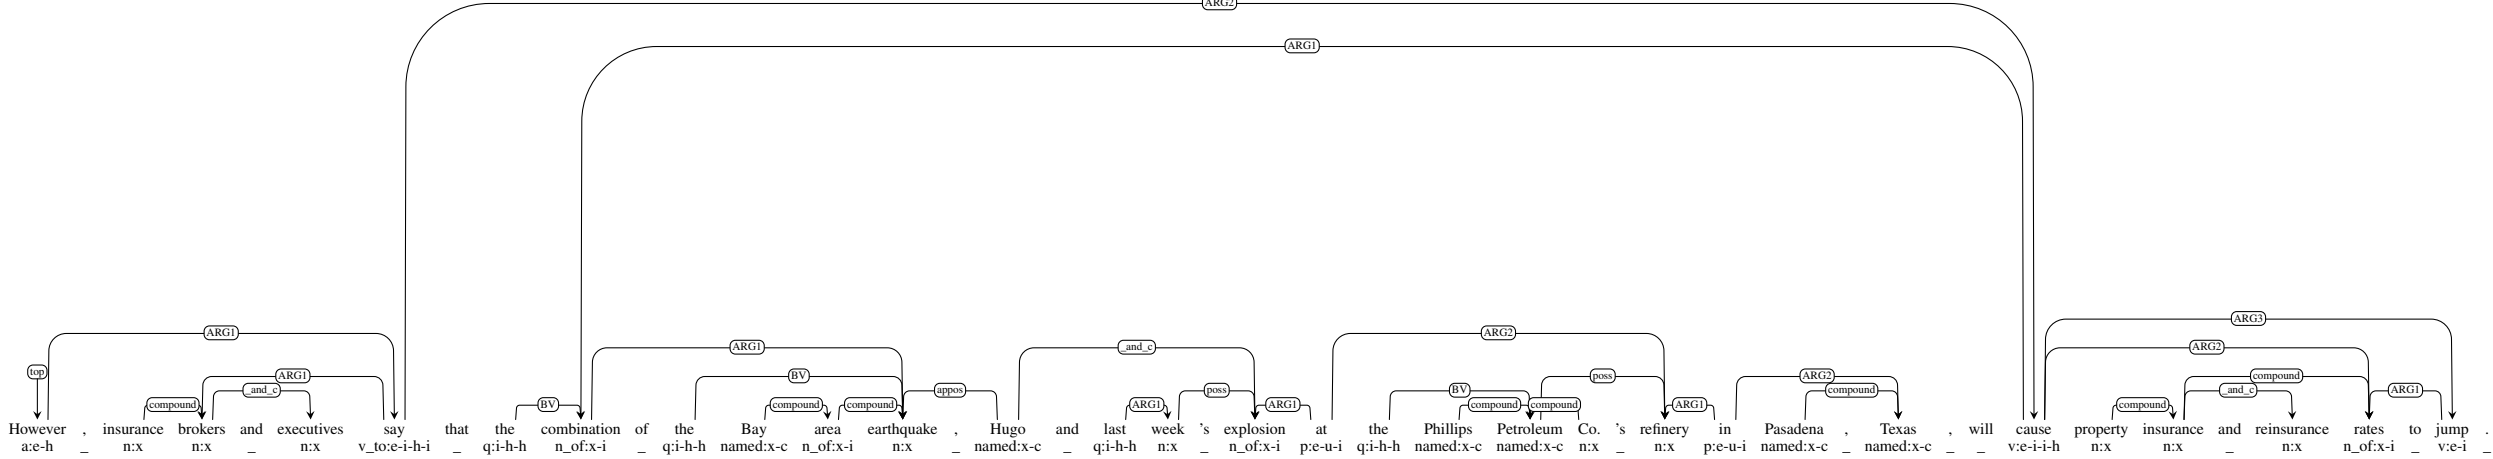 ARG2
ARG1
ARG3
ARG1 ARG2
ARG1 _and_c ARG2
top
ARG1 BV poss ARG2 compound
_and_c appos poss BV compound _and_c ARG1
compound BV compound compound ARG1 ARG1 compound compound ARG1 compound
However , insurance brokers and executives say that the combination of the Bay area earthquake , Hugo and last week 's explosion at the Phillips Petroleum Co. 's refinery in Pasadena , Texas , will cause property insurance and reinsurance rates to jump .
a:e-h _ n:x n:x _ n:x v_to:e-i-h-i _ q:i-h-h n_of:x-i _ q:i-h-h named:x-c n_of:x-i n:x _ named:x-c _ q:i-h-h n:x _ n_of:x-i p:e-u-i q:i-h-h named:x-c named:x-c n:x _ n:x p:e-u-i named:x-c _ named:x-c _ _ v:e-i-i-h n:x n:x _ n:x n_of:x-i _ v:e-i _